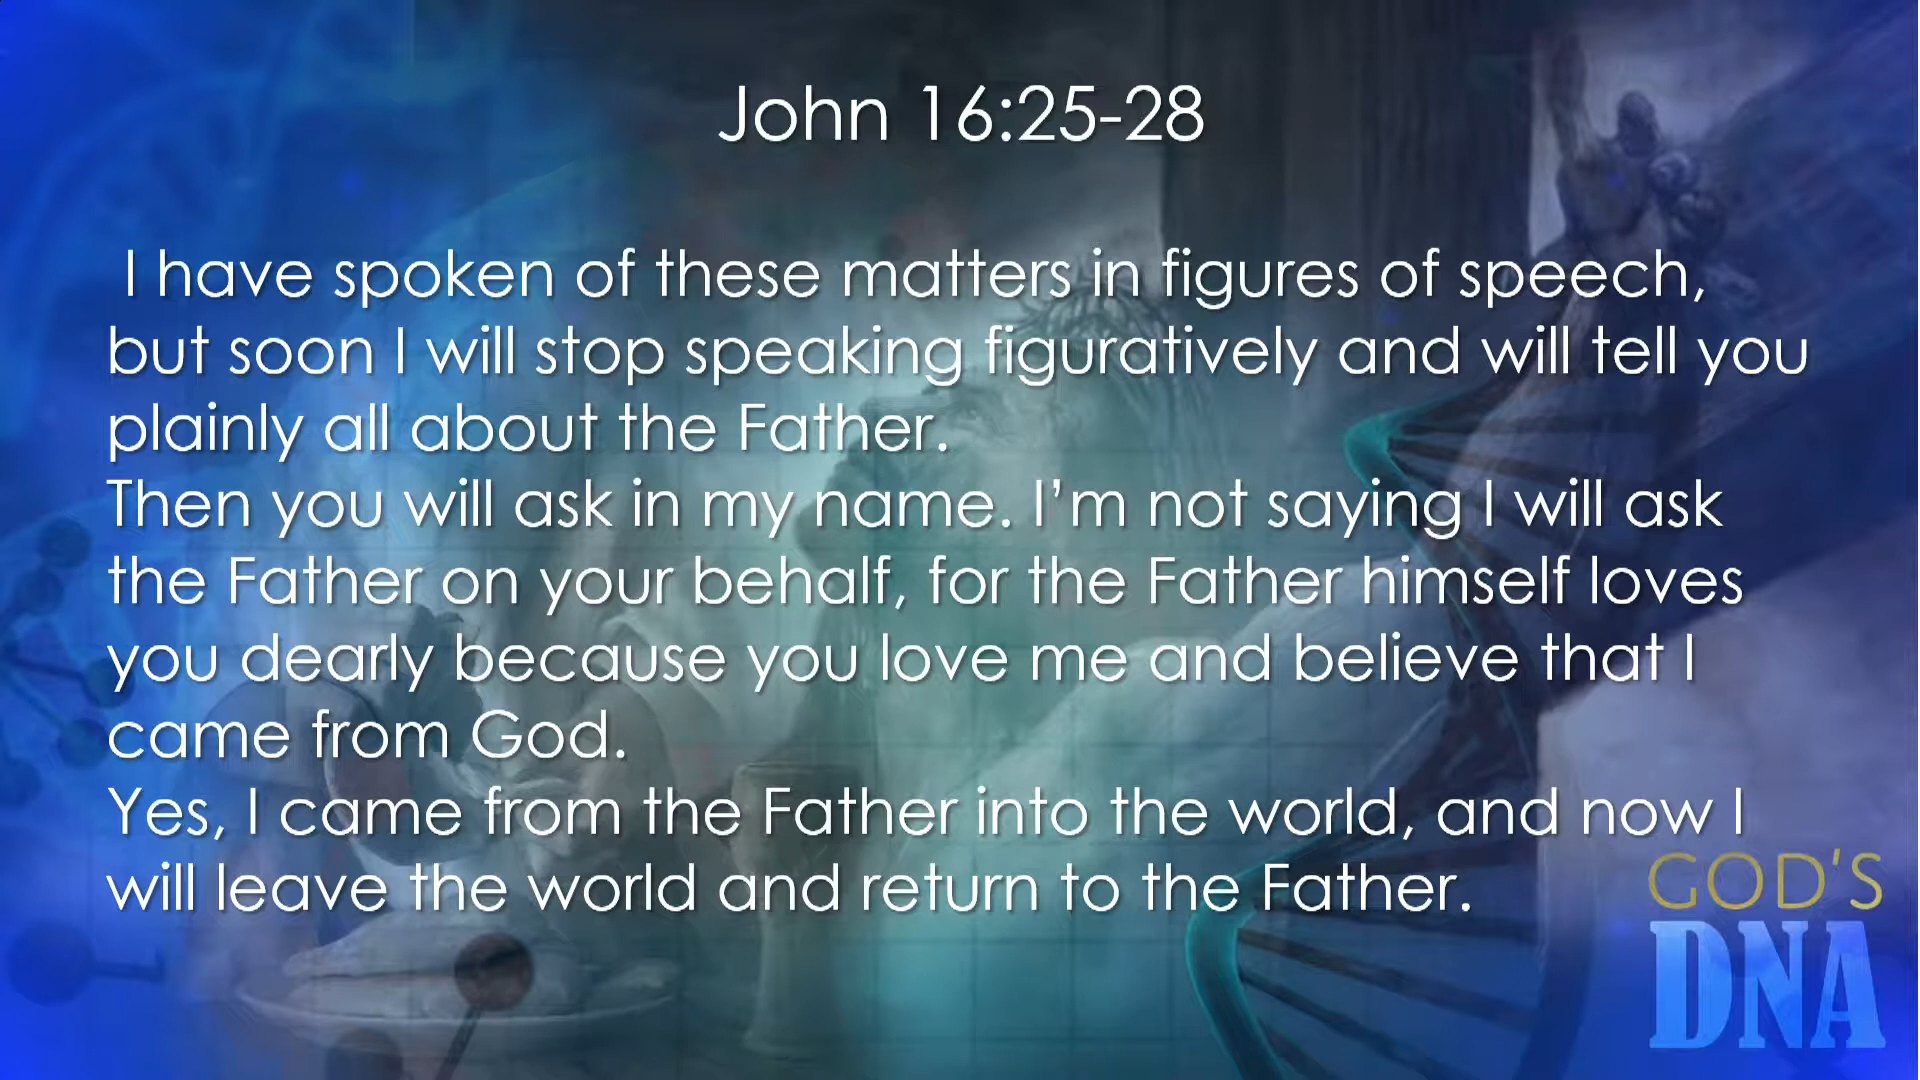 John 16:25-28
I have spoken of these matters in figures of speech,
but soon I will stop speaking figuratively and will tell you
plainly all about the Father.
Then you will ask in my name. I’m not saying I will ask
the Father on your behalf, for the Father himself loves
you dearly because you love me and believe that I
came from God.
Yes, I came from the Father into the world, and now I
will leave the world and return to the Father.
GOD'S
DNA